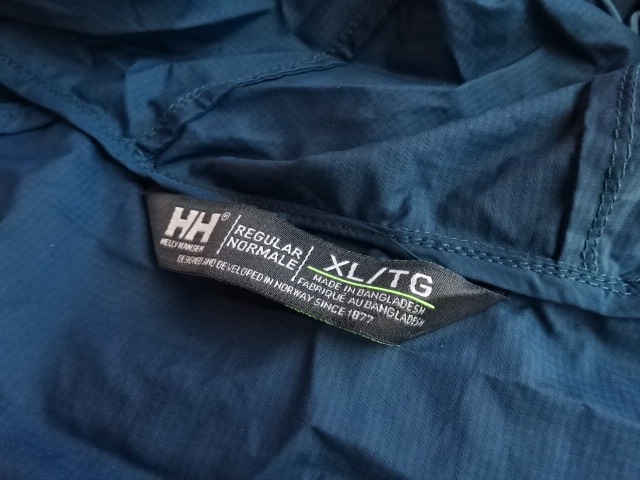 HH®
HELLY HANSEN
REGULAR
NORMALE
XL/TG
MADE IN BANGLADESH
FABRIQUÉ AU BANGLADESH
DESIGNED AND DEVELOPED IN NORWAY SINCE 1877